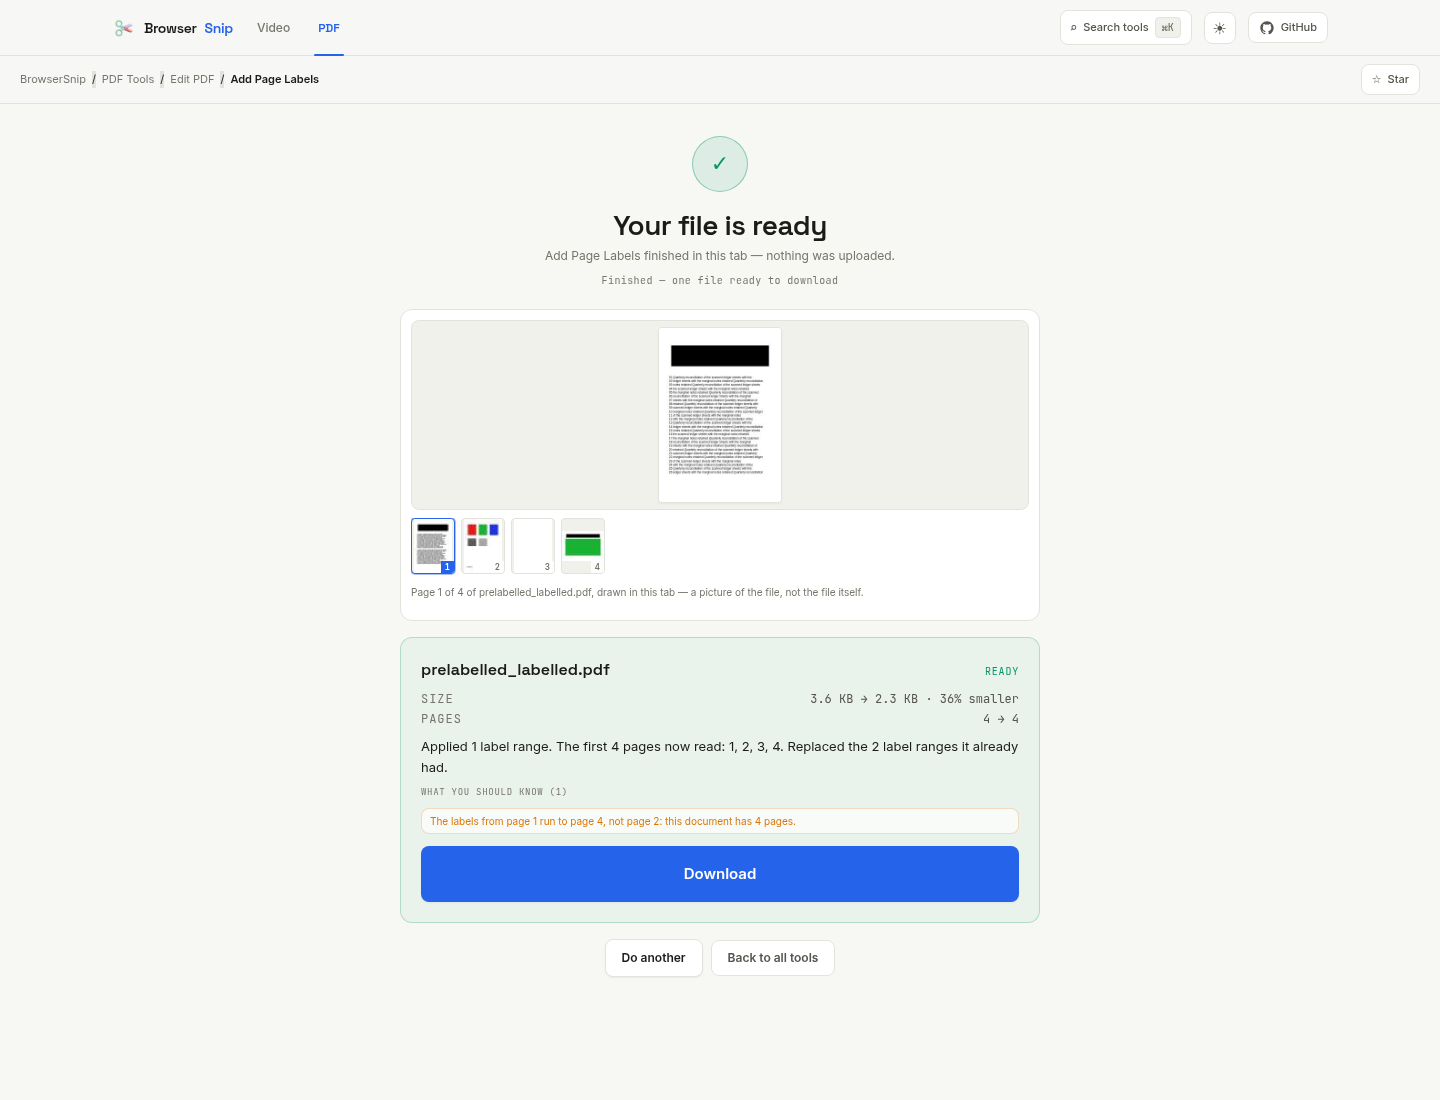 Browser Snip
Video
PDF
Search tools ⌘K
GitHub
BrowserSnip / PDF Tools / Edit PDF / Add Page Labels
☆ Star
✓
Your file is ready
Add Page Labels finished in this tab — nothing was uploaded.
Finished — one file ready to download
1
2
3
4
Page 1 of 4 of prelabelled_labelled.pdf, drawn in this tab — a picture of the file, not the file itself.
prelabelled_labelled.pdf
READY
SIZE
3.6 KB → 2.3 KB · 36% smaller
PAGES
4 → 4
Applied 1 label range. The first 4 pages now read: 1, 2, 3, 4. Replaced the 2 label ranges it already
had.
WHAT YOU SHOULD KNOW (1)
The labels from page 1 run to page 4, not page 2: this document has 4 pages.
Download
Do another
Back to all tools